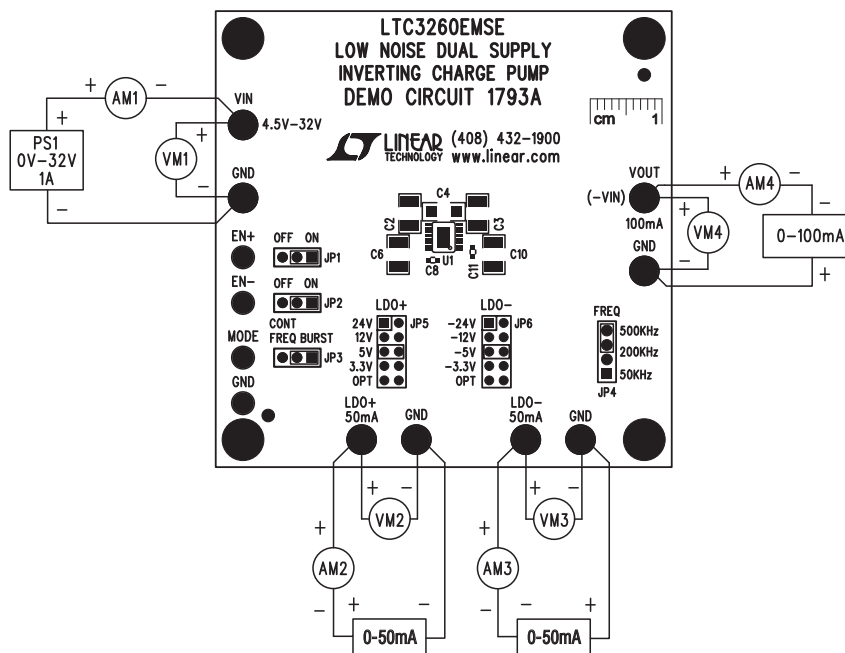 LTC3260EMSE
LOW NOISE DUAL SUPPLY
INVERTING CHARGE PUMP
DEMO CIRCUIT 1793A
cm 1
LINEAR
TECHNOLOGY
(408) 432-1900
www.linear.com
+ AM1 -
VIN
4.5V-32V
+
PS1
0V-32V
1A
-
+
VM1
-
GND
VOUT
(-VIN)
100mA
GND
+ AM4 -
+
VM4
-
-
0-100mA
+
C4
C2
C3
C6
U1
C8
C11
C10
EN+
OFF ON
JP1
EN-
OFF ON
JP2
MODE
CONT
FREQ BURST
JP3
GND
LDO+
24V JP5
12V
5V
3.3V
OPT
LDO-
-24V JP6
-12V
-5V
-3.3V
OPT
FREQ
500KHz
200KHz
50KHz
JP4
LDO+
50mA
GND
LDO-
50mA
GND
+ VM2 -
+ VM3 -
+
AM2
-
+
AM3
-
+ -
0-50mA
- +
0-50mA